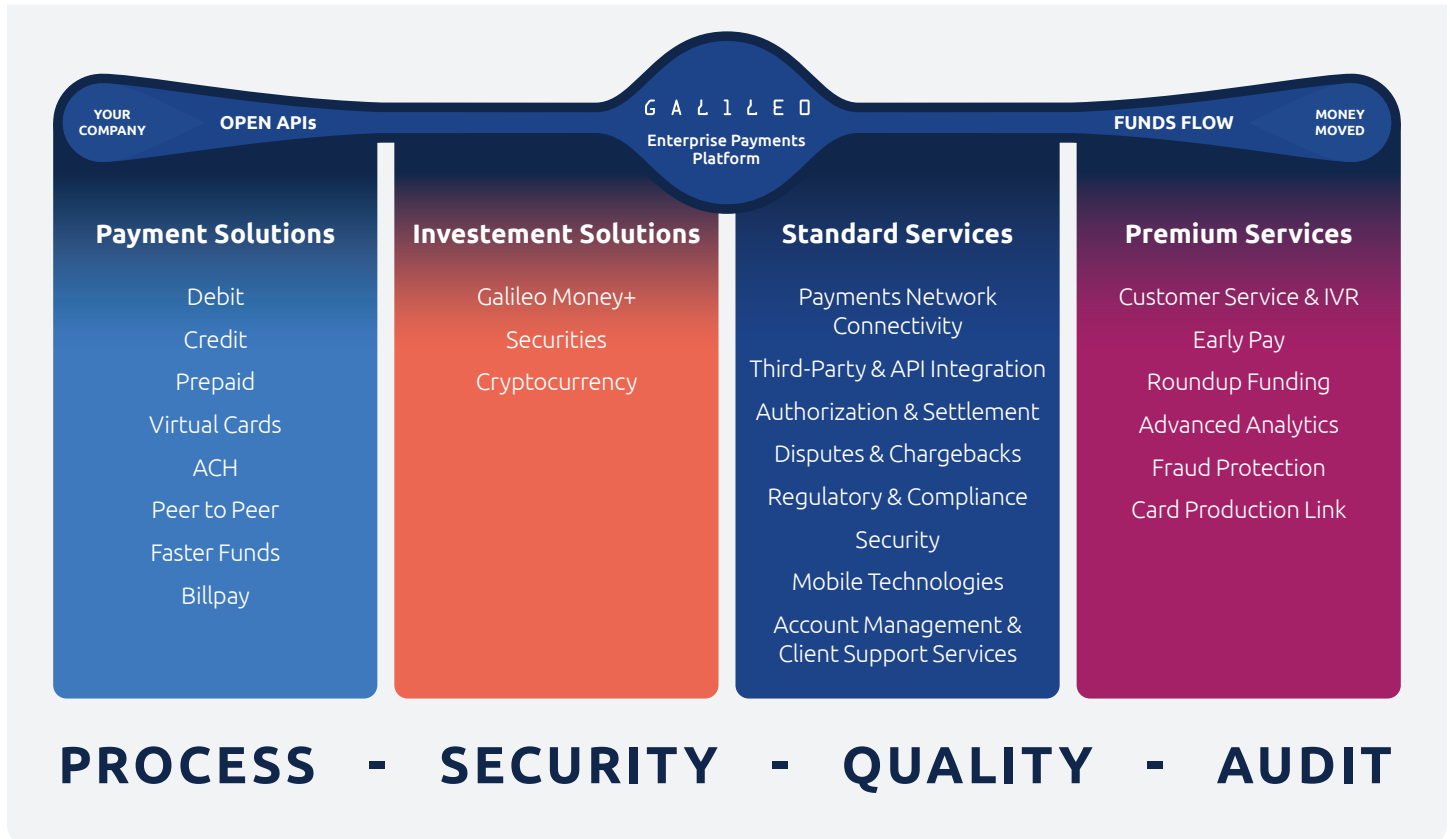 YOUR
COMPANY
OPEN APIs
GALILEO
Enterprise Payments
Platform
FUNDS FLOW
MONEY
MOVED
Payment Solutions
Debit
Credit
Prepaid
Virtual Cards
ACH
Peer to Peer
Faster Funds
Billpay
Investement Solutions
Galileo Money+
Securities
Cryptocurrency
Standard Services
Payments Network
Connectivity
Third-Party & API Integration
Authorization & Settlement
Disputes & Chargebacks
Regulatory & Compliance
Security
Mobile Technologies
Account Management &
Client Support Services
Premium Services
Customer Service & IVR
Early Pay
Roundup Funding
Advanced Analytics
Fraud Protection
Card Production Link
PROCESS - SECURITY - QUALITY - AUDIT